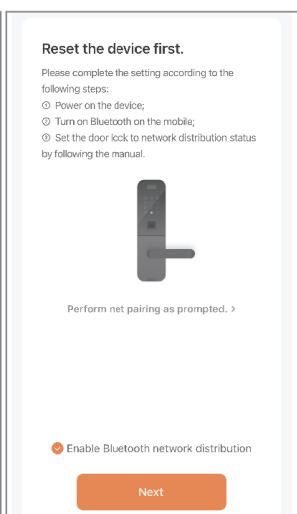 Reset the device first.
Please complete the setting according to the
following steps:
① Power on the device;
② Turn on Bluetooth on the mobile;
③ Set the door lock to network distribution status
by following the manual.
Perform net pairing as prompted. >
Enable Bluetooth network distribution
Next